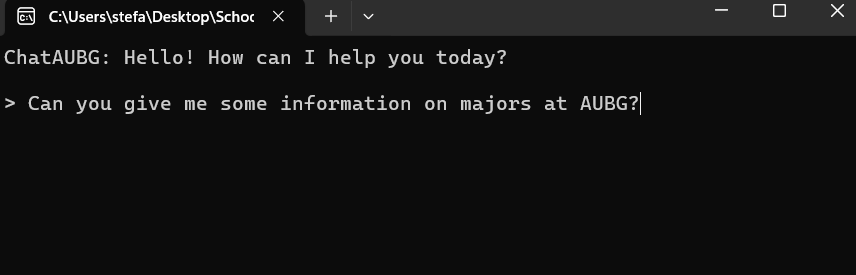 C:\Users\stefa\Desktop\Schoc
ChatAUBG: Hello! How can I help you today?
> Can you give me some information on majors at AUBG?